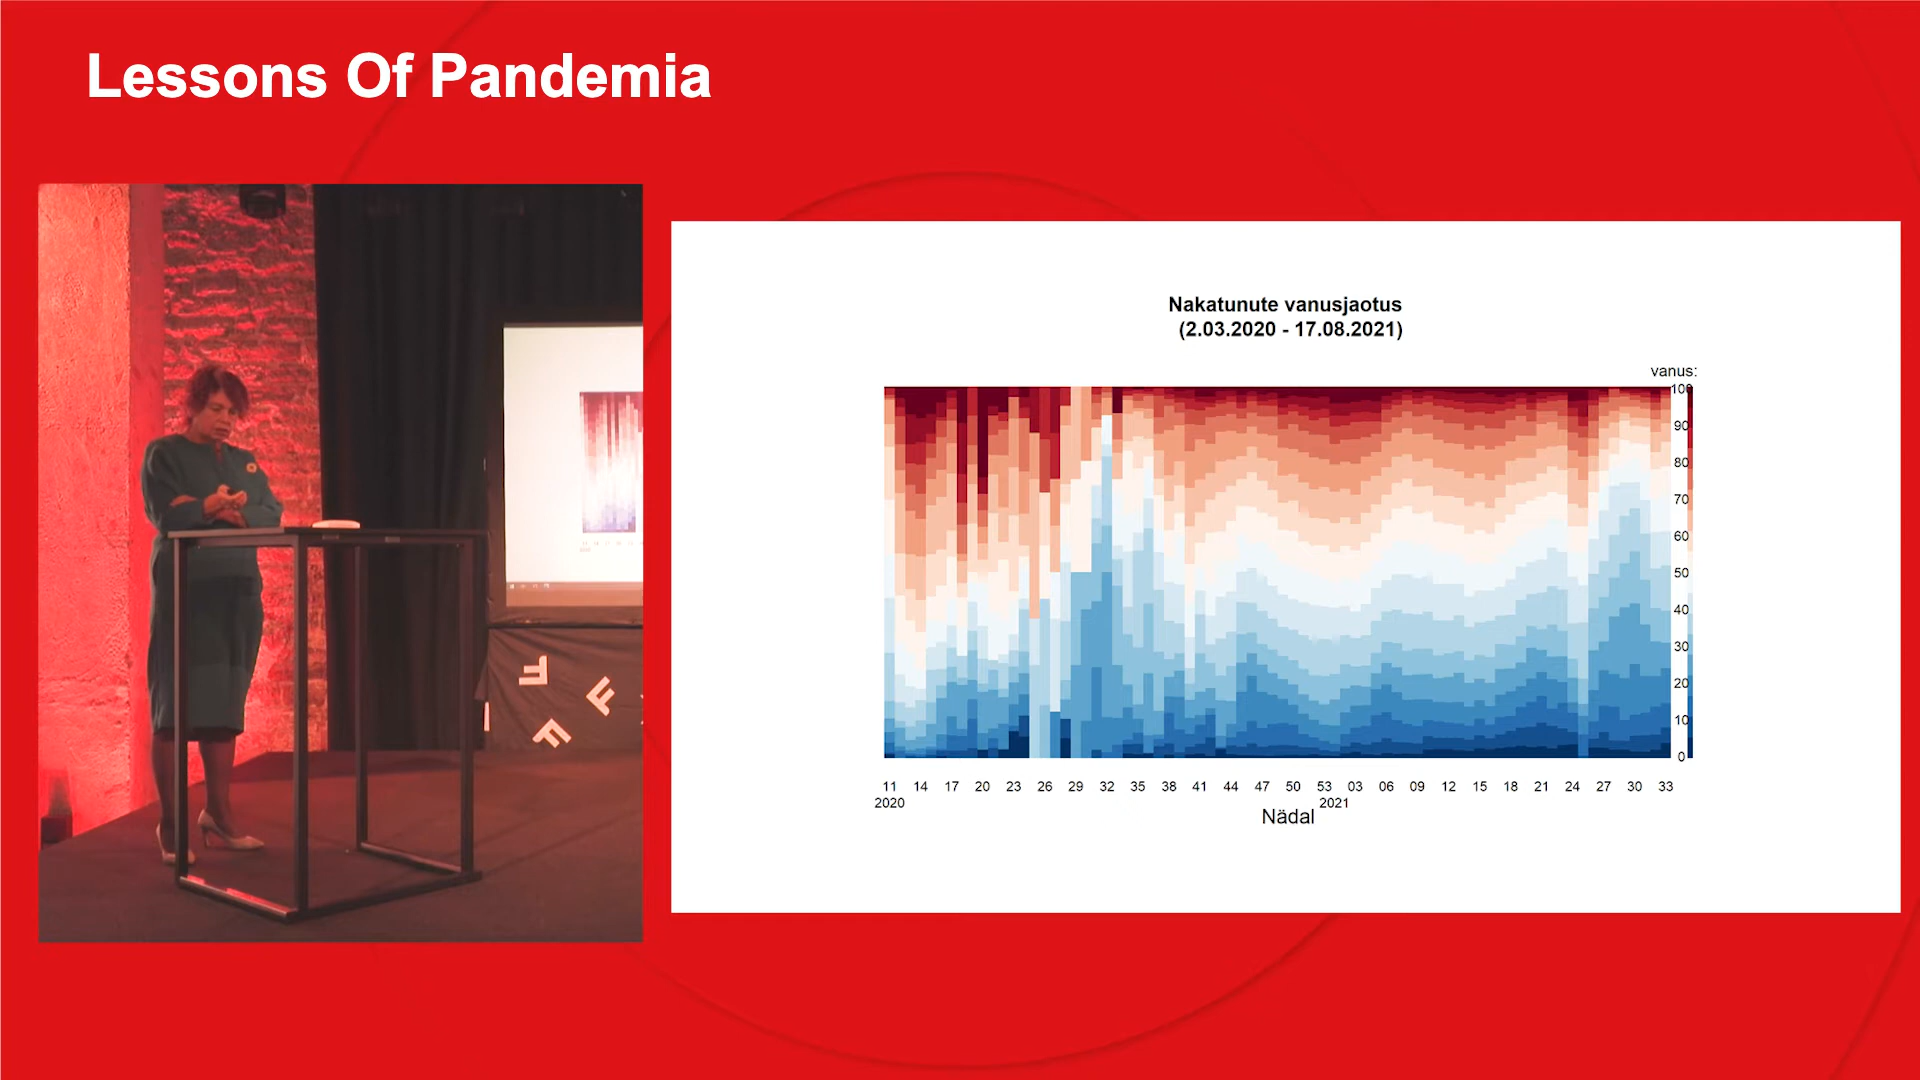 Lessons Of Pandemia
Nakatunute vanusjaotus
(2.03.2020 - 17.08.2021)
vanus:
100
90
80
70
60
50
40
30
20
10
0
11 14 17 20 23 26 29 32 35 38 41 44 47 50 53 03 06 09 12 15 18 21 24 27 30 33
2020 2021
Nädal
F F F